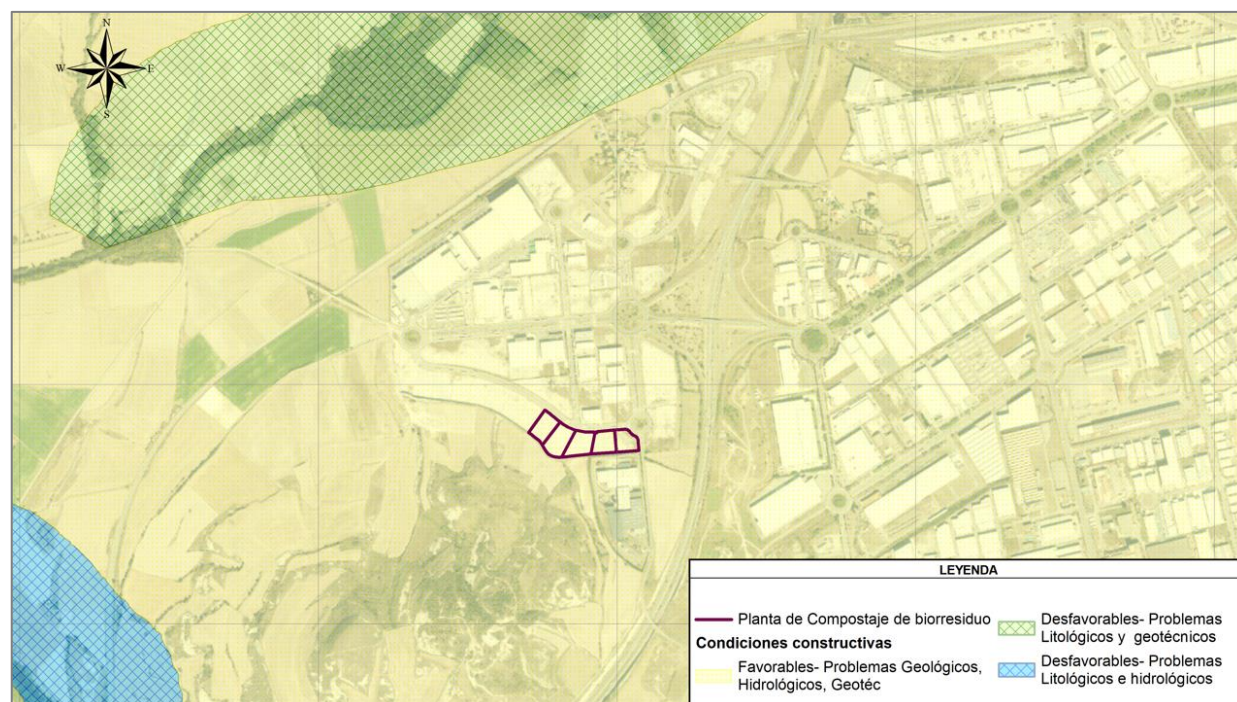 N
W E
S
LEYENDA
Planta de Compostaje de biorresiduo
Condiciones constructivas
Favorables- Problemas Geológicos,
Hidrológicos, Geotéc
Desfavorables- Problemas
Litológicos y geotécnicos
Desfavorables- Problemas
Litológicos e hidrológicos